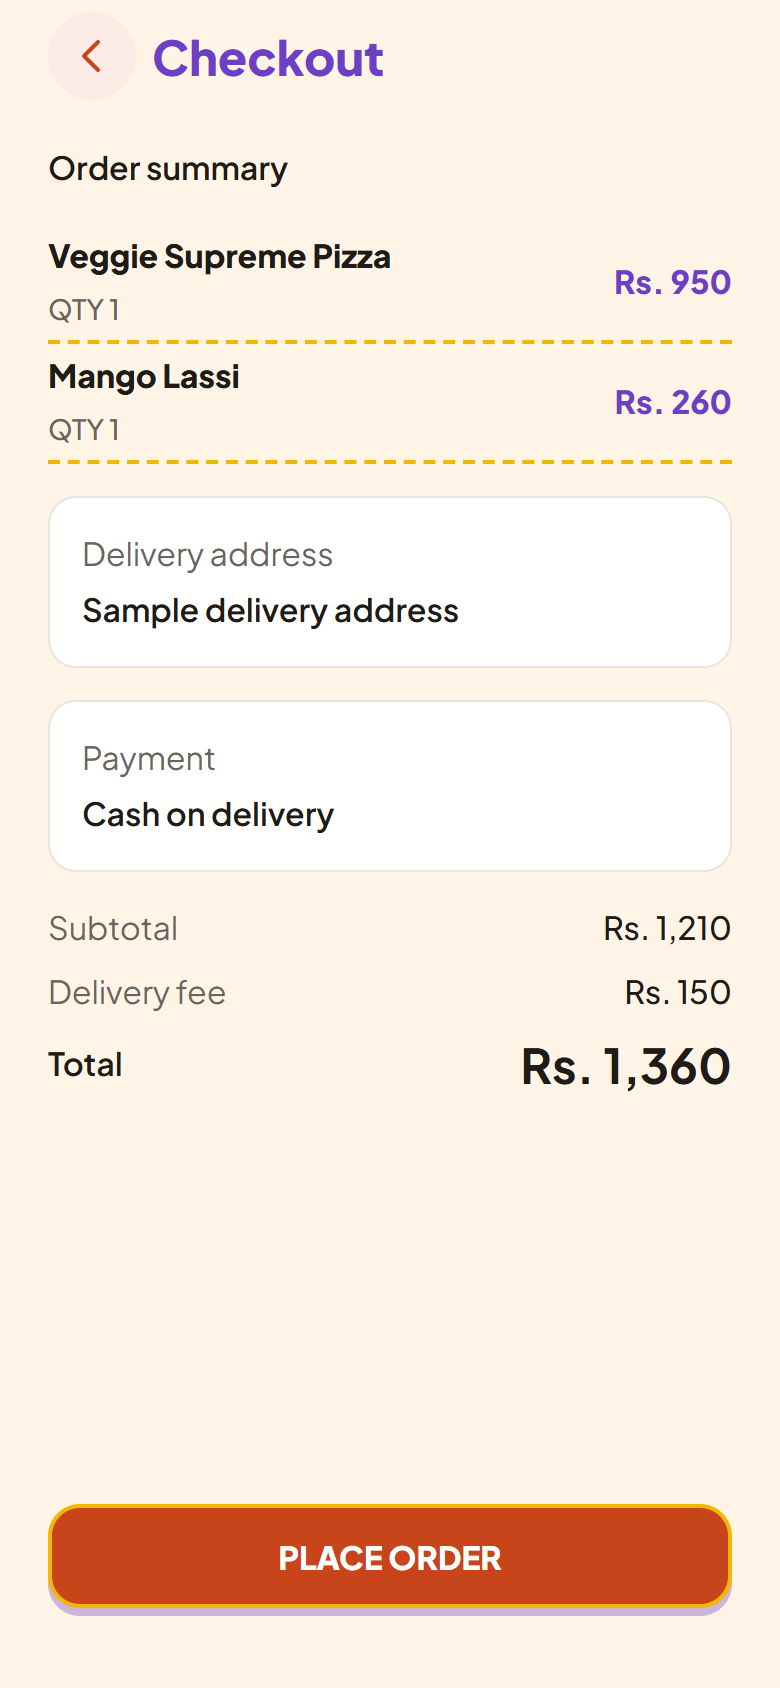 Checkout
Order summary
Veggie Supreme Pizza
QTY 1
Rs. 950
Mango Lassi
QTY 1
Rs. 260
Delivery address
Sample delivery address
Payment
Cash on delivery
Subtotal Rs. 1,210
Delivery fee Rs. 150
Total Rs. 1,360
PLACE ORDER